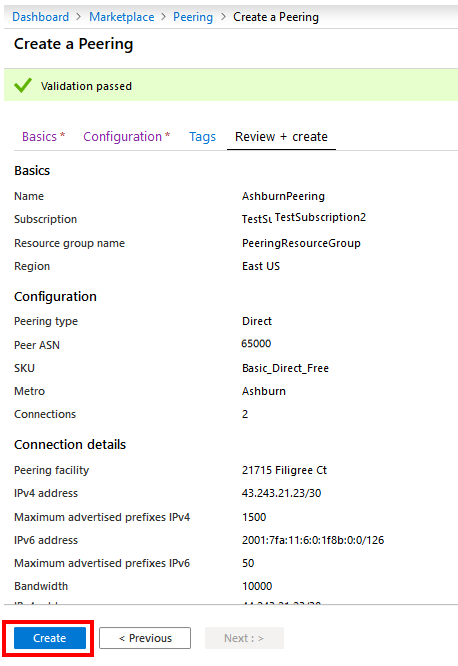 Dashboard > Marketplace > Peering > Create a Peering
Create a Peering
Validation passed
Basics * Configuration * Tags Review + create
Basics
Name AshburnPeering
Subscription TestSu TestSubscription2
Resource group name PeeringResourceGroup
Region East US
Configuration
Peering type Direct
Peer ASN 65000
SKU Basic_Direct_Free
Metro Ashburn
Connections 2
Connection details
Peering facility 21715 Filigree Ct
IPv4 address 43.243.21.23/30
Maximum advertised prefixes IPv4 1500
IPv6 address 2001:7fa:11:6:0:1f8b:0:0/126
Maximum advertised prefixes IPv6 50
Bandwidth 10000
Create < Previous Next : >